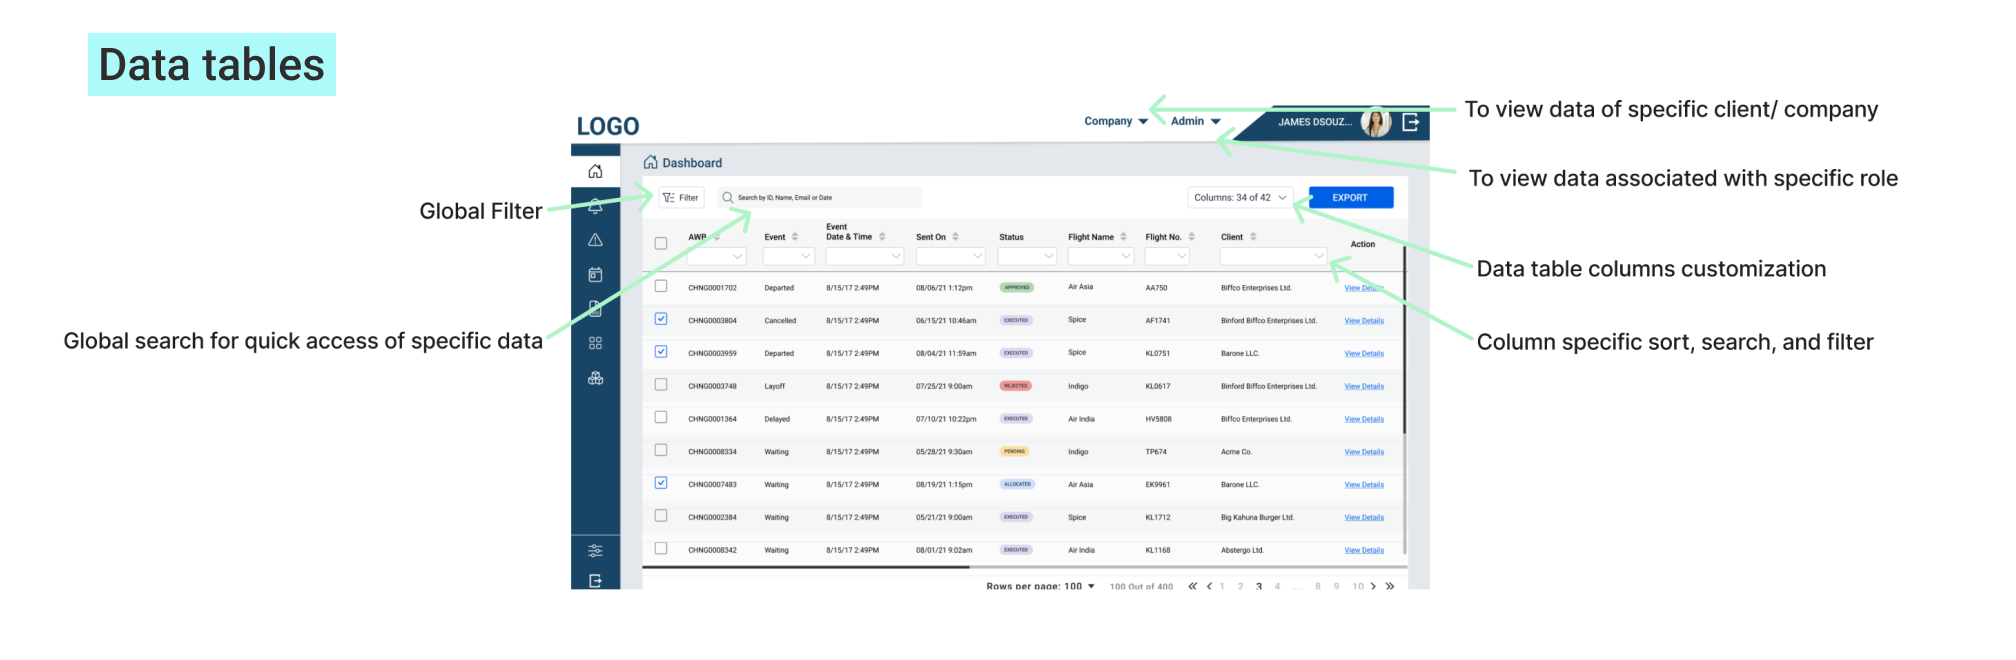 Data tables
LOGO
Company
Admin
JAMES DSOUZ...
To view data of specific client/ company
To view data associated with specific role
Data table columns customization
Column specific sort, search, and filter
Global Filter
Global search for quick access of specific data
Dashboard
Filter
Search by ID, Name, Email or Date
Columns: 34 of 42
EXPORT
AWB Event Event Date & Time Sent On Status Flight Name Flight No. Client Action
CHNG0001702 Departed 8/15/17 2:49PM 08/06/21 1:12pm APPROVED Air Asia AA750 Biffco Enterprises Ltd. View Details
CHNG0003804 Cancelled 8/15/17 2:49PM 06/15/21 10:46am EXECUTED Spice AF1741 Binford Biffco Enterprises Ltd. View Details
CHNG0003959 Departed 8/15/17 2:49PM 08/04/21 11:59am EXECUTED Spice KL0751 Barone LLC. View Details
CHNG0003748 Layoff 8/15/17 2:49PM 07/25/21 9:00am REJECTED Indigo KL0617 Binford Biffco Enterprises Ltd. View Details
CHNG0001364 Delayed 8/15/17 2:49PM 07/10/21 10:22pm EXECUTED Air India HV5808 Biffco Enterprises Ltd. View Details
CHNG0008334 Waiting 8/15/17 2:49PM 05/28/21 9:30am PENDING Indigo TP674 Acme Co. View Details
CHNG0007483 Waiting 8/15/17 2:49PM 08/19/21 1:15pm ALLOCATED Air Asia EK9961 Barone LLC. View Details
CHNG0002384 Waiting 8/15/17 2:49PM 05/21/21 9:00am EXECUTED Spice KL1712 Big Kahuna Burger Ltd. View Details
CHNG0008342 Waiting 8/15/17 2:49PM 08/01/21 9:02am EXECUTED Air India KL1168 Abstergo Ltd. View Details
Rows per page: 100 100 Out of 400 « < 1 2 3 4 ... 8 9 10 > »